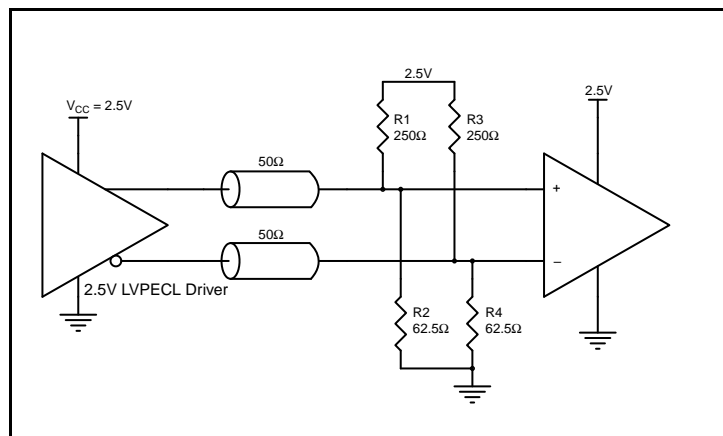 2.5V
V_CC = 2.5V
2.5V
R1
250Ω
R3
250Ω
50Ω
+
50Ω
–
2.5V LVPECL Driver
R2
62.5Ω
R4
62.5Ω